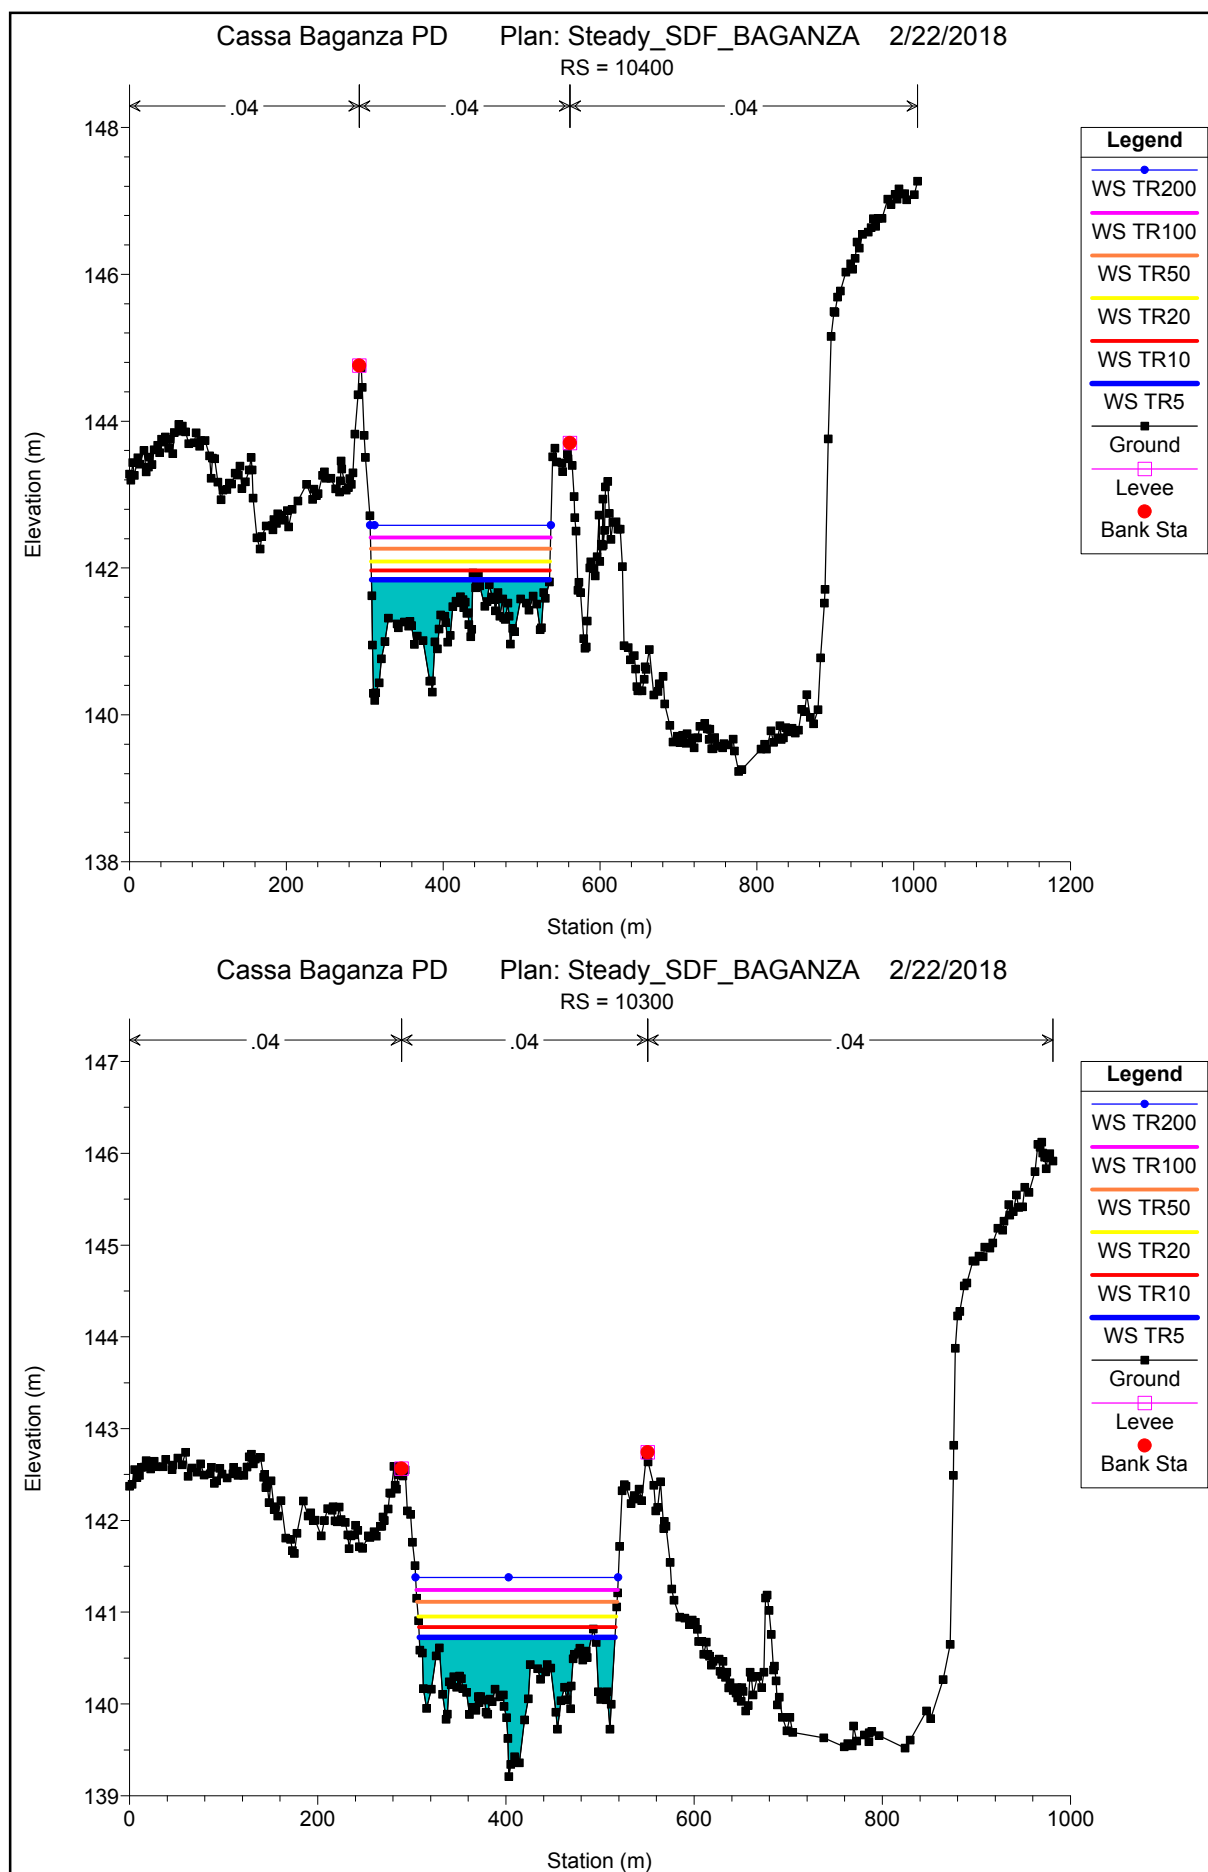 Cassa Baganza PD Plan: Steady_SDF_BAGANZA 2/22/2018
RS = 10400
.04 .04 .04
148
146
144
142
140
138
Elevation (m)
0 200 400 600 800 1000 1200
Station (m)
Legend
WS TR200
WS TR100
WS TR50
WS TR20
WS TR10
WS TR5
Ground
Levee
Bank Sta
Cassa Baganza PD Plan: Steady_SDF_BAGANZA 2/22/2018
RS = 10300
.04 .04 .04
147
146
145
144
143
142
141
140
139
Elevation (m)
0 200 400 600 800 1000
Station (m)
Legend
WS TR200
WS TR100
WS TR50
WS TR20
WS TR10
WS TR5
Ground
Levee
Bank Sta